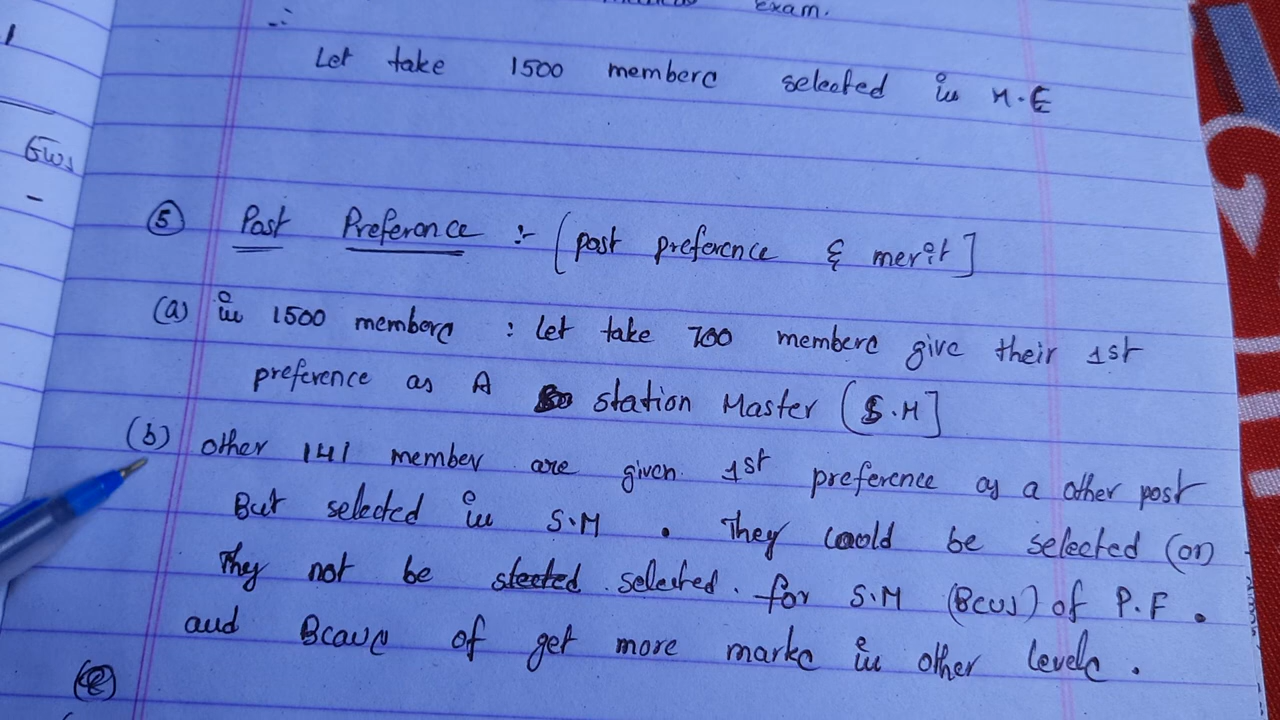 exam.
∴
Let take 1500 members selected in M.E
Ews
-
⑤ Post Preference :- [post preference & merit]
(a) in 1500 members : let take 700 members give their 1st
preference as A station Master [S.M]
(b) other 141 member are given 1st preference as a other post
But selected in S.M . They could be selected (or)
They not be selected. for S.M (Bcus) of P.F .
and Bcause of get more marks in other levels .
(c)